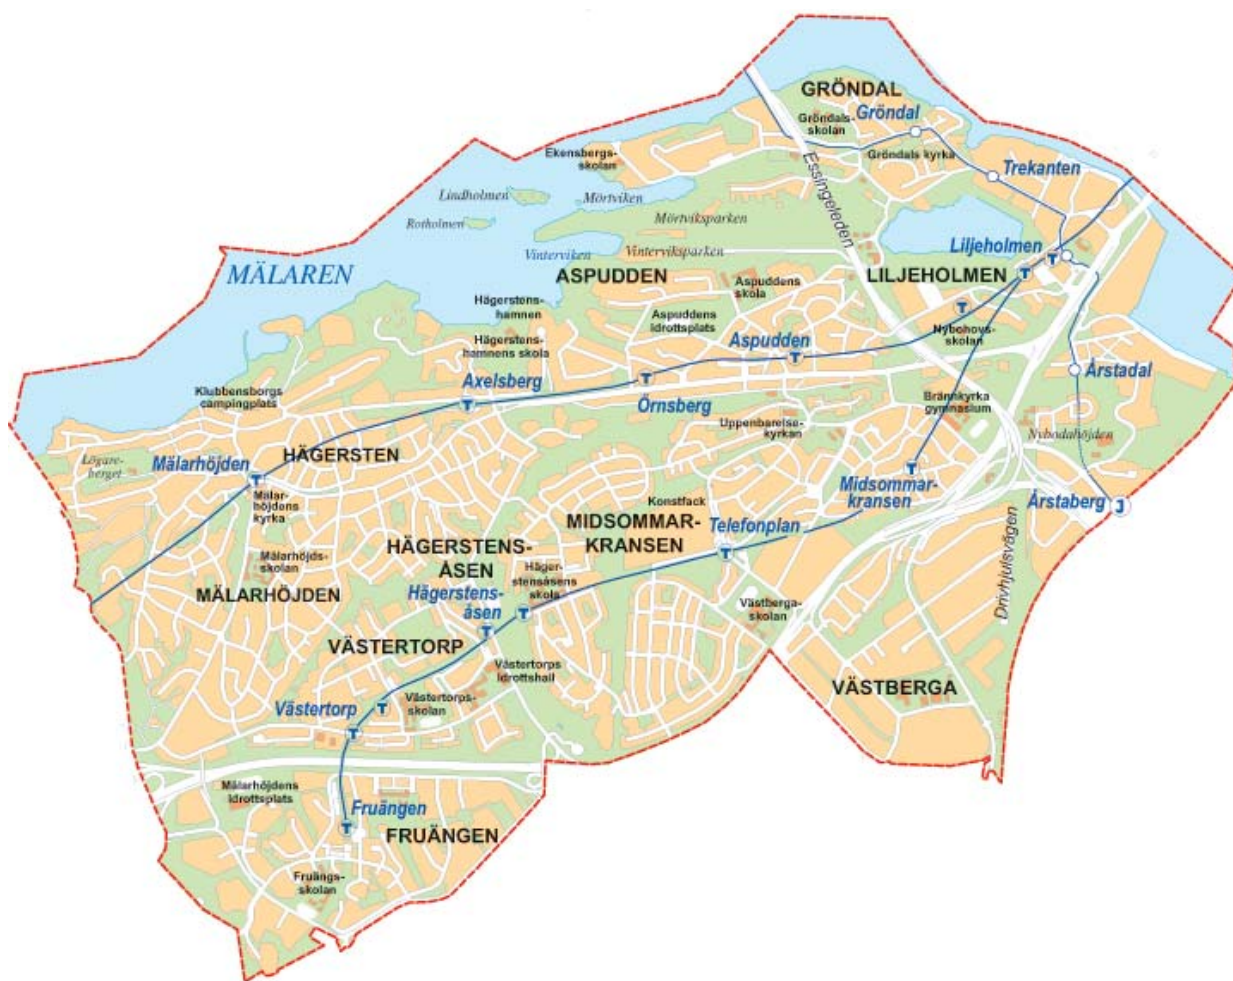 GRÖNDAL
Gröndals-
skolan
Gröndal
Gröndals kyrka
Ekensbergs-
skolan
Essingeleden
Trekanten
Lindholmen
Mörtviken
Rotholmen
Mörtviksparken
Vinterviken
Vinterviksparken
Liljeholmen
MÄLAREN
ASPUDDEN
Aspuddens
skola
LILJEHOLMEN
Hägerstens-
hamnen
Aspuddens
Idrottsplats
Hägerstens-
hamnens skola
Aspudden
T
T
T
Nybohovs-
skolan
T
Årstadal
T
Klubbensborgs
campingplats
Axelsberg
T
Örnsberg
Brännkyrka
gymnasium
Uppenbarelse-
kyrkan
Nybodahöjden
Lögare-
berget
Mälarhöjden
HÄGERSTEN
T
T
Mälar-
höjdens
kyrka
Konstfack
Midsommar-
kransen
Årstaberg
J
MIDSOMMAR-
KRANSEN
Telefonplan
T
Drivhjulsvägen
HÄGERSTENS-
ÅSEN
Mälarhöjds-
skolan
Häger-
stensåsens
skola
MÄLARHÖJDEN
Hägerstens-
åsen
T
T
Västberga-
skolan
VÄSTERTORP
Västertorps
Idrottshall
VÄSTBERGA
Västertorp
T
T
Västertorps-
skolan
Mälarhöjdens
Idrottsplats
Fruängen
T
FRUÄNGEN
Fruängs-
skolan